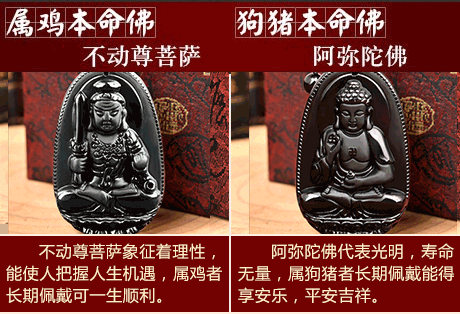 属鸡本命佛
不动尊菩萨
不动尊菩萨象征着理性，
能使人把握人生机遇，属鸡者
长期佩戴可一生顺利。
狗猪本命佛
阿弥陀佛
阿弥陀佛代表光明，寿命
无量，属狗猪者长期佩戴能得
享安乐，平安吉祥。